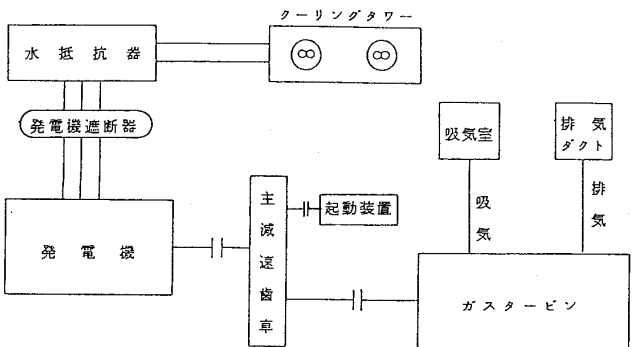 クーリングタワー
水抵抗器
発電機遮断器
吸気室
排気
ダクト
主減速歯車
起動装置
吸気
排気
発電機
ガスタービン